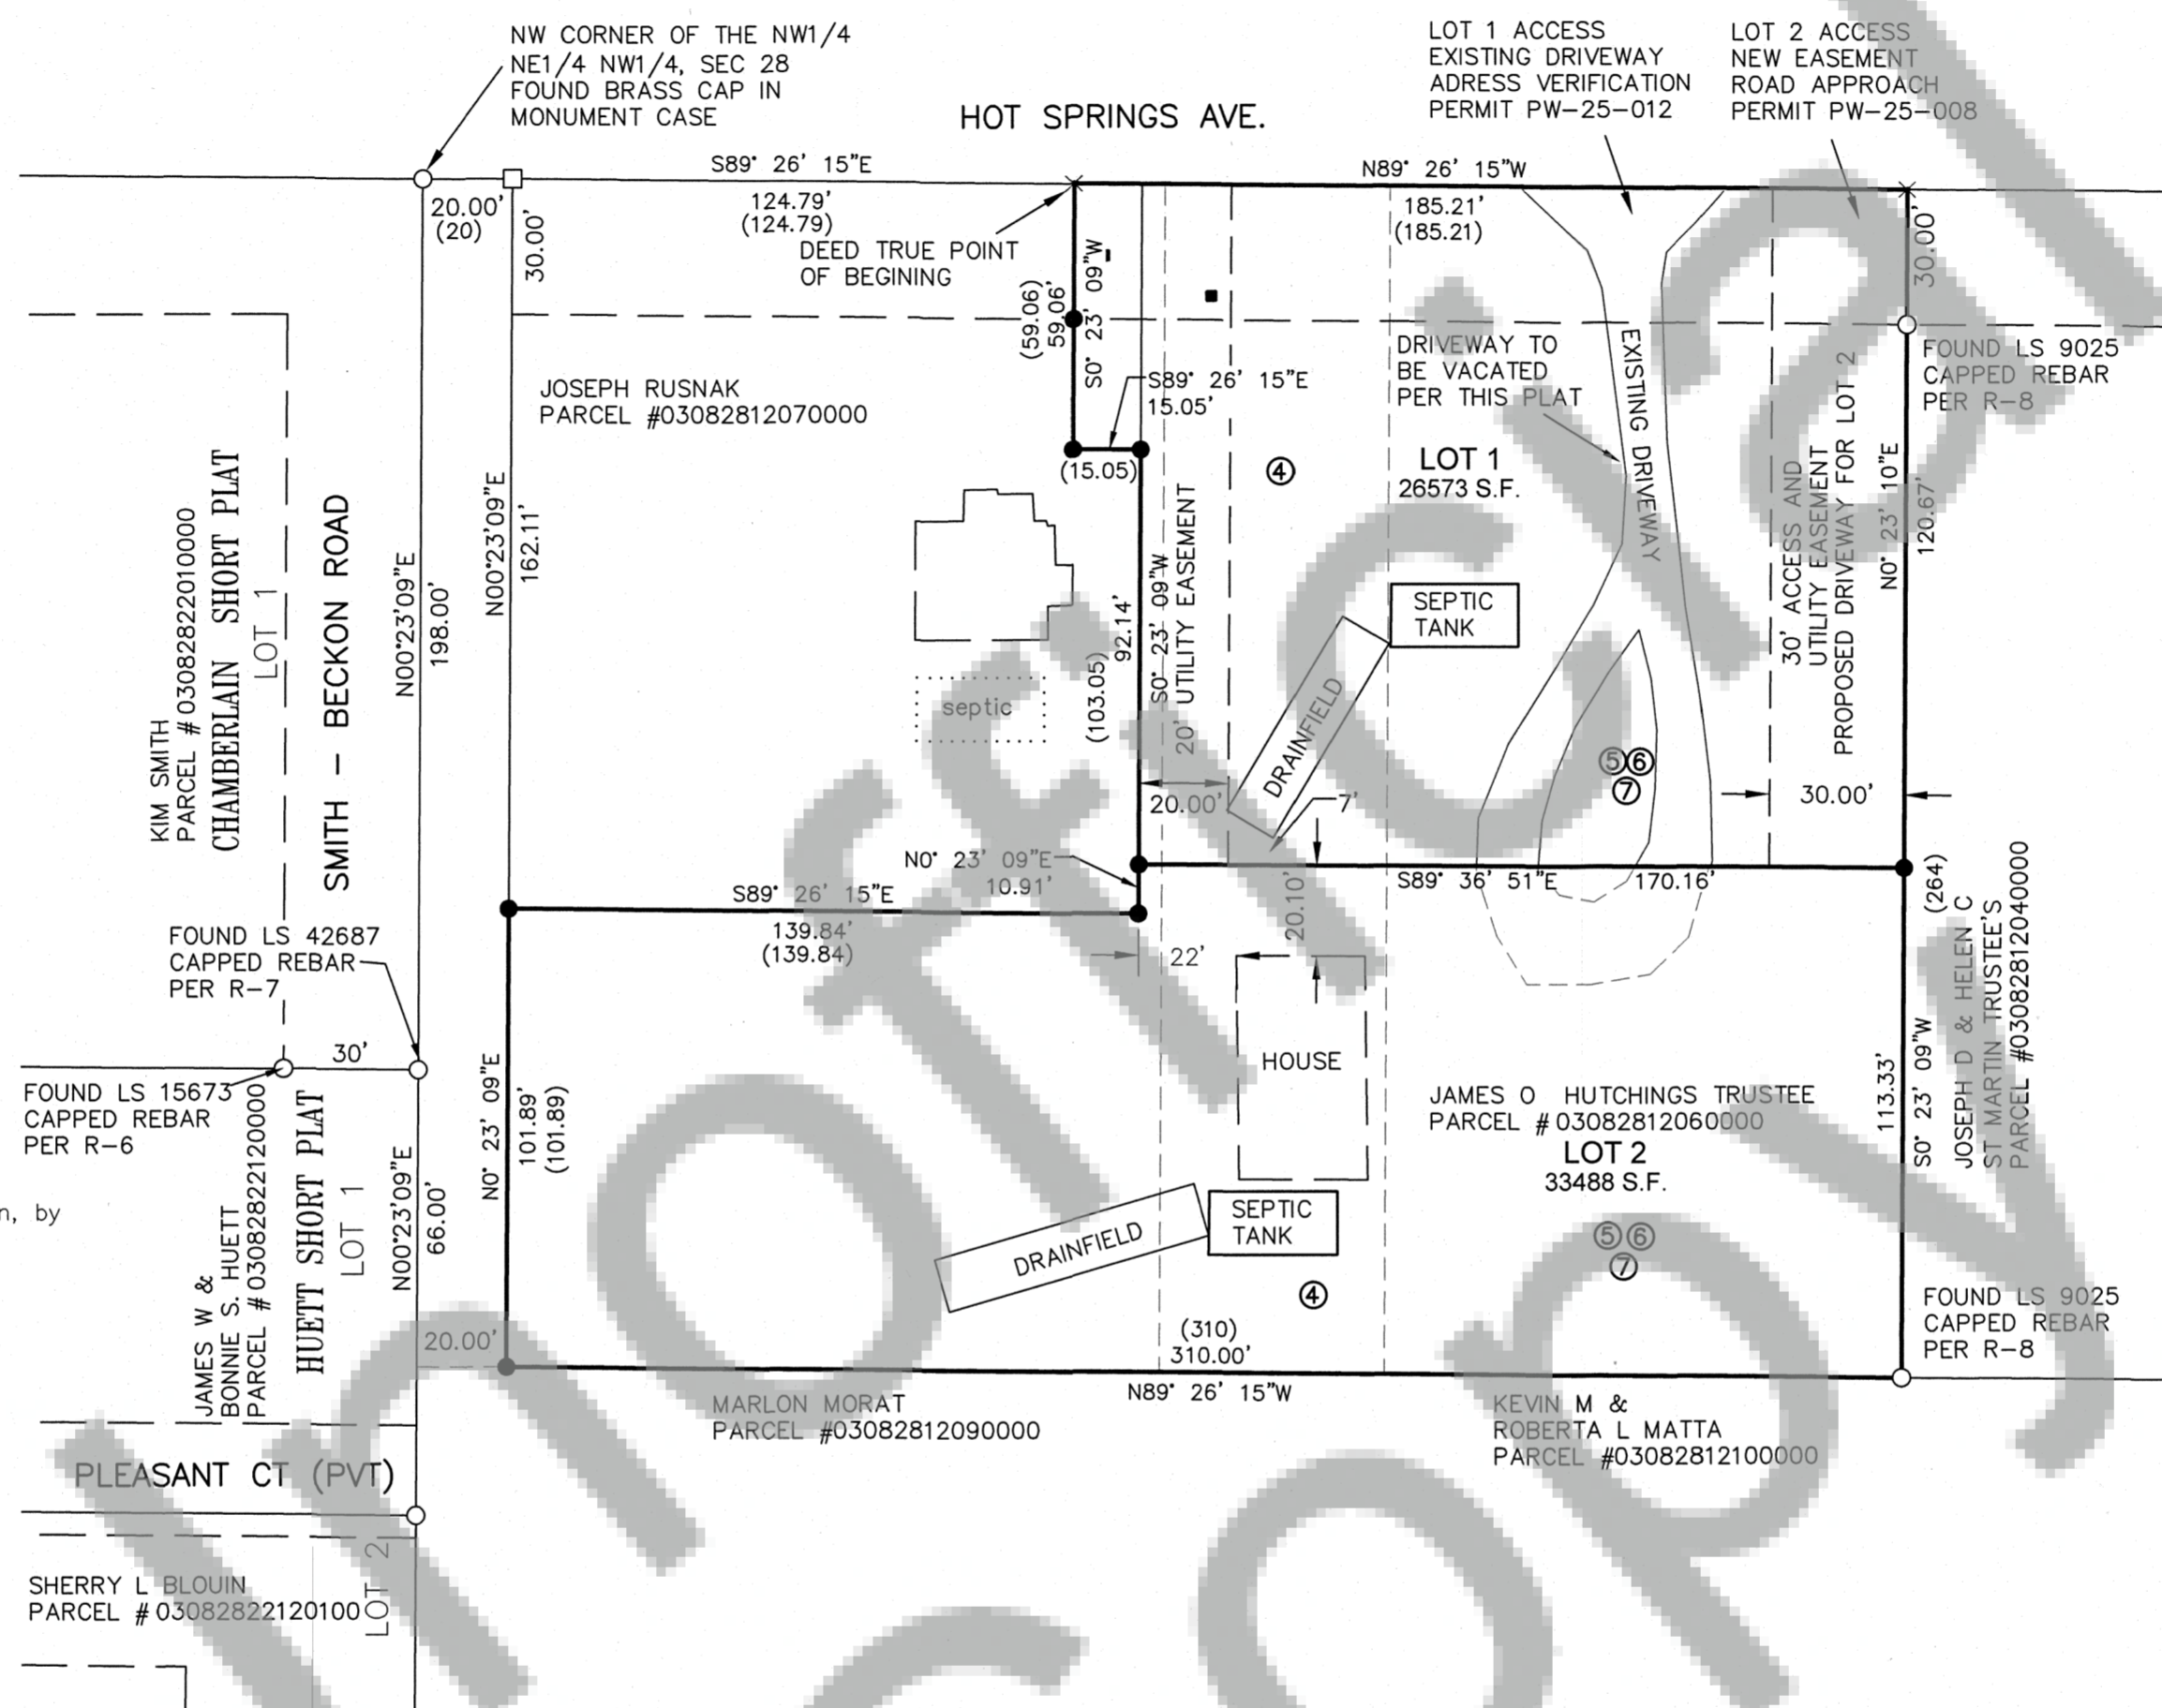 NW CORNER OF THE NW1/4
NE1/4 NW1/4, SEC 28
FOUND BRASS CAP IN
MONUMENT CASE
HOT SPRINGS AVE.
LOT 1 ACCESS
EXISTING DRIVEWAY
ADRESS VERIFICATION
PERMIT PW-25-012
LOT 2 ACCESS
NEW EASEMENT
ROAD APPROACH
PERMIT PW-25-008
S89° 26' 15"E
124.79'
(124.79)
N89° 26' 15"W
185.21'
(185.21)
20.00'
(20)
30.00'
DEED TRUE POINT
OF BEGINING
(59.06)
59.06'
S0° 23' 09"W
30.00'
JOSEPH RUSNAK
PARCEL #03082812070000
S89° 26' 15"E
15.05'
(15.05)
DRIVEWAY TO
BE VACATED
PER THIS PLAT
EXISTING DRIVEWAY
FOUND LS 9025
CAPPED REBAR
PER R-8
LOT 1
26573 S.F.
④
KIM SMITH
PARCEL # 03082822010000
CHAMBERLAIN SHORT PLAT
LOT 1
SMITH - BECKON ROAD
N00°23'09"E
198.00'
N00°23'09"E
162.11'
septic
(103.05)
92.14'
S0° 23' 09"W
20' UTILITY EASEMENT
20.00'
SEPTIC
TANK
DRAINFIELD
7'
⑤⑥
⑦
30' ACCESS AND
UTILITY EASEMENT
PROPOSED DRIVEWAY FOR LOT 2
N0° 23' 10"E
120.67'
30.00'
N0° 23' 09"E
10.91'
S89° 26' 15"E
139.84'
(139.84)
S89° 36' 51"E 170.16'
20.10'
22'
(264)
FOUND LS 42687
CAPPED REBAR
PER R-7
30'
FOUND LS 15673
CAPPED REBAR
PER R-6
n, by
JAMES W &
BONNIE S. HUETT
PARCEL # 03082822120000
HUETT SHORT PLAT
LOT 1
N00°23'09"E
66.00'
N0° 23' 09"E
101.89'
(101.89)
HOUSE
JAMES O HUTCHINGS TRUSTEE
PARCEL # 03082812060000
LOT 2
33488 S.F.
113.33'
S0° 23' 09"W
JOSEPH D & HELEN C
ST MARTIN TRUSTEE'S
PARCEL #03082812040000
SEPTIC
TANK
DRAINFIELD
④
⑤⑥
⑦
FOUND LS 9025
CAPPED REBAR
PER R-8
20.00'
(310)
310.00'
N89° 26' 15"W
MARLON MORAT
PARCEL #03082812090000
KEVIN M &
ROBERTA L MATTA
PARCEL #03082812100000
PLEASANT CT (PVT)
SHERRY L BLOUIN
PARCEL # 03082822120100
LOT 2